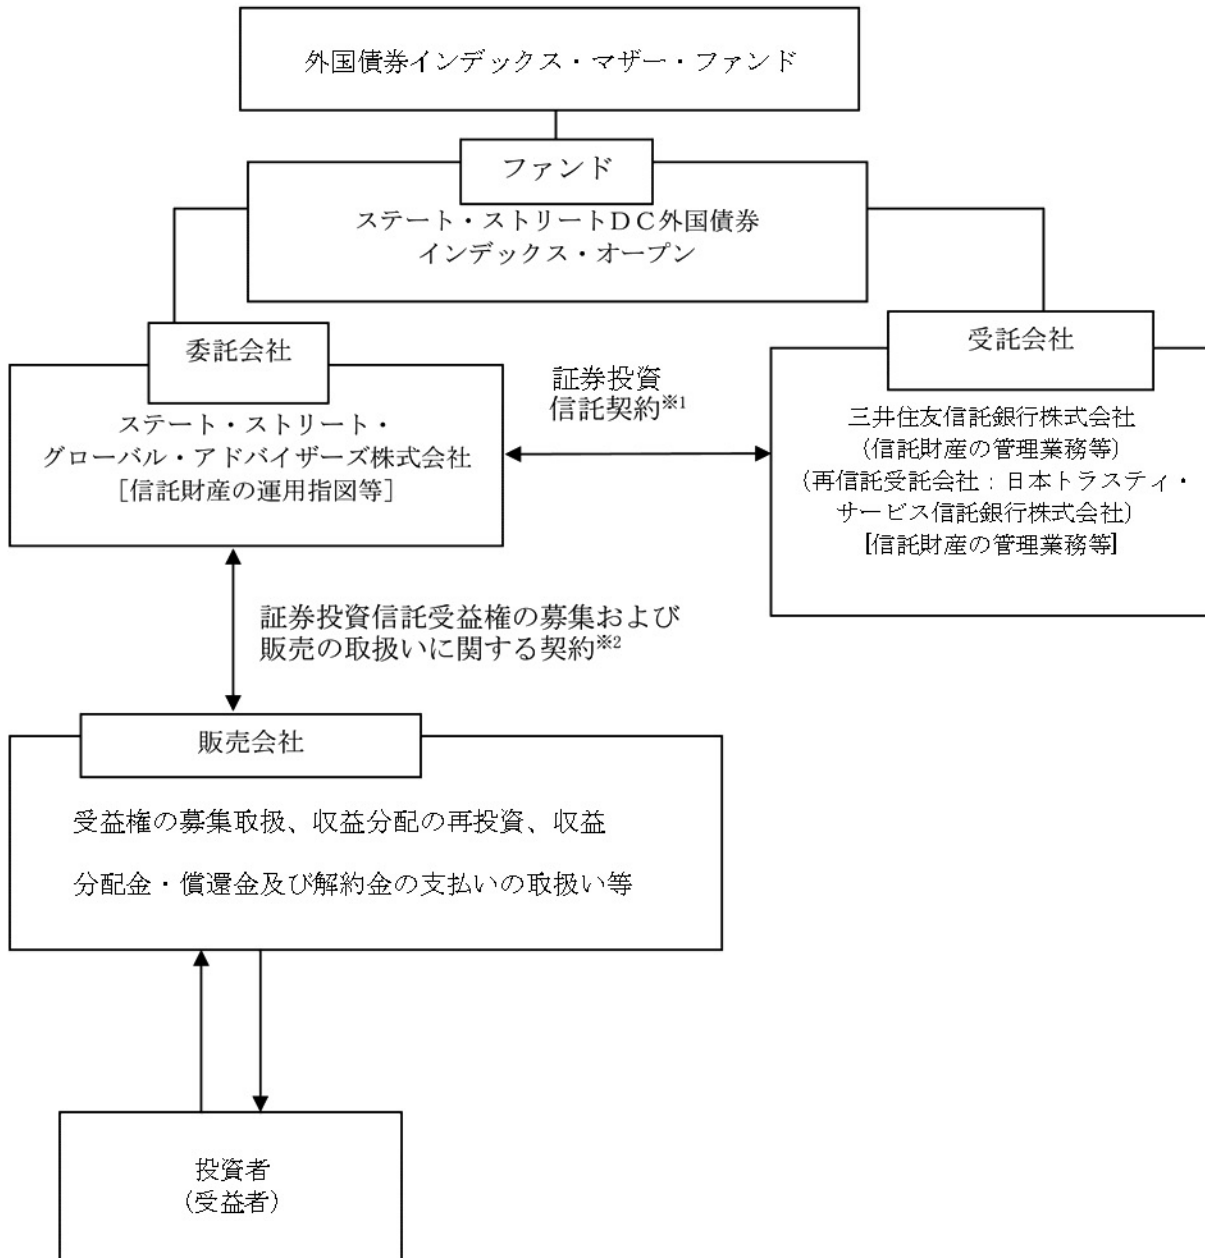 外国債券インデックス・マザー・ファンド
ファンド
ステート・ストリートＤＣ外国債券
インデックス・オープン
委託会社
ステート・ストリート・
グローバル・アドバイザーズ株式会社
［信託財産の運用指図等］
証券投資
信託契約※1
受託会社
三井住友信託銀行株式会社
(信託財産の管理業務等)
(再信託受託会社：日本トラスティ・
サービス信託銀行株式会社)
[信託財産の管理業務等]
証券投資信託受益権の募集および
販売の取扱いに関する契約※2
販売会社
受益権の募集取扱、収益分配の再投資、収益
分配金・償還金及び解約金の支払いの取扱い等
投資者
(受益者)